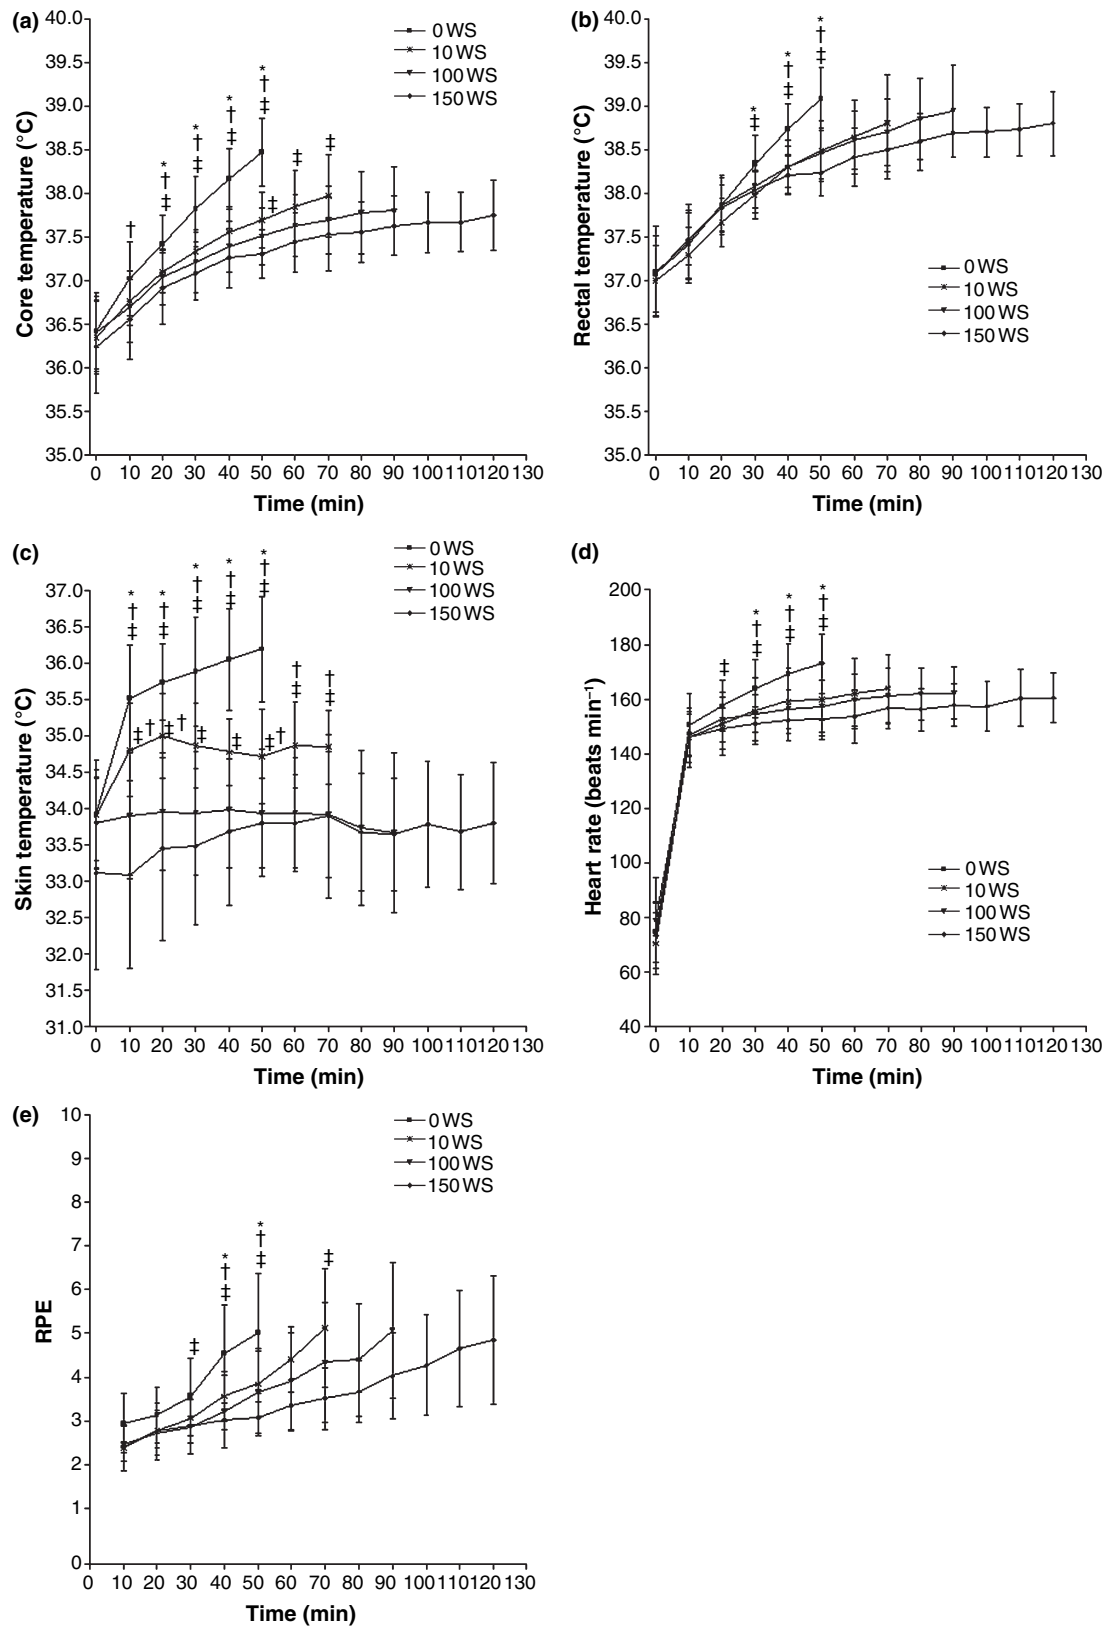 (a)
40.0
39.5
39.0
38.5
38.0
37.5
37.0
36.5
36.0
35.5
35.0
Core temperature (°C)
0 WS
10 WS
100 WS
150 WS
†
* † ‡
* † ‡
* † ‡
* † ‡
‡
‡
‡
0 10 20 30 40 50 60 70 80 90 100 110 120 130
Time (min)
(b)
40.0
39.5
39.0
38.5
38.0
37.5
37.0
36.5
36.0
35.5
35.0
Rectal temperature (°C)
* ‡
* † ‡
* † ‡
0 WS
10 WS
100 WS
150 WS
0 10 20 30 40 50 60 70 80 90 100 110 120 130
Time (min)
(c)
37.0
36.5
36.0
35.5
35.0
34.5
34.0
33.5
33.0
32.5
32.0
31.5
31.0
Skin temperature (°C)
0 WS
10 WS
100 WS
150 WS
* † ‡
* † ‡
* † ‡
* † ‡
* † ‡
† ‡
† ‡
‡ † ‡ † ‡ ‡ ‡ †
0 10 20 30 40 50 60 70 80 90 100 110 120 130
Time (min)
(d)
200
180
160
140
120
100
80
60
40
Heart rate (beats min⁻¹)
‡
* † ‡
* † ‡
* † ‡
0 WS
10 WS
100 WS
150 WS
0 10 20 30 40 50 60 70 80 90 100 110 120 130
Time (min)
(e)
10
9
8
7
6
5
4
3
2
1
0
RPE
0 WS
10 WS
100 WS
150 WS
‡
* † ‡
* † ‡
‡
0 10 20 30 40 50 60 70 80 90 100 110 120 130
Time (min)